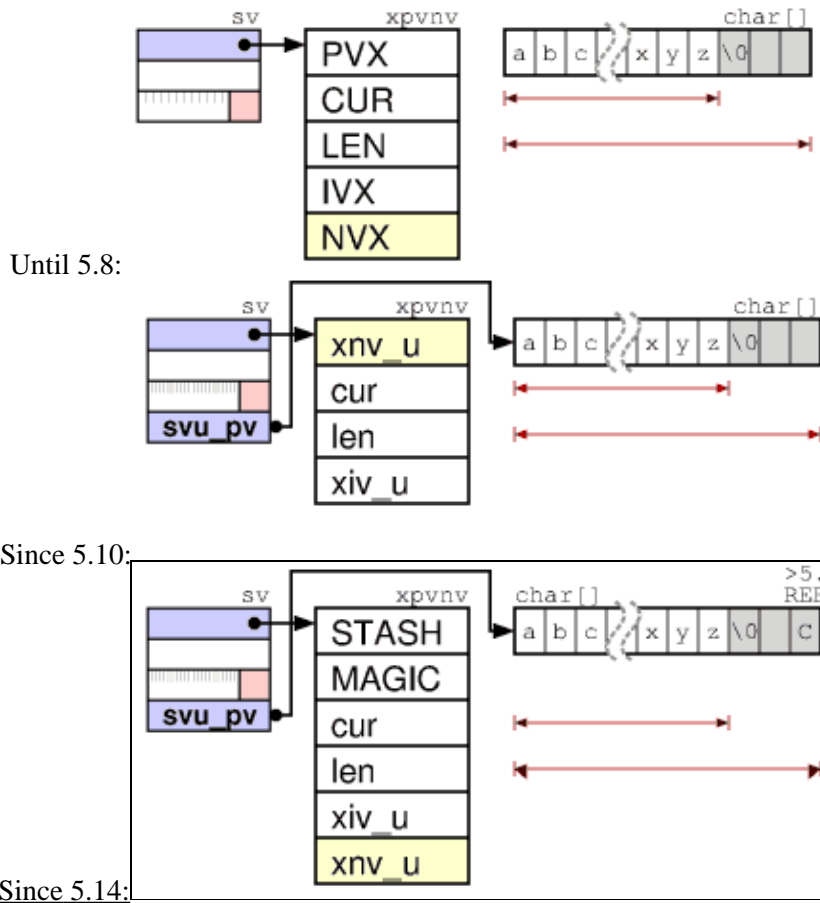 sv xpvnv char[]
PVX a b c x y z \0
CUR
LEN
IVX
NVX
Until 5.8:
sv xpvnv char[]
xnv_u a b c x y z \0
cur
len
svu_pv
xiv_u
Since 5.10:
>5.
sv xpvnv char[]
STASH a b c x y z \0 C
MAGIC
svu_pv
cur
len
xiv_u
xnv_u
Since 5.14: